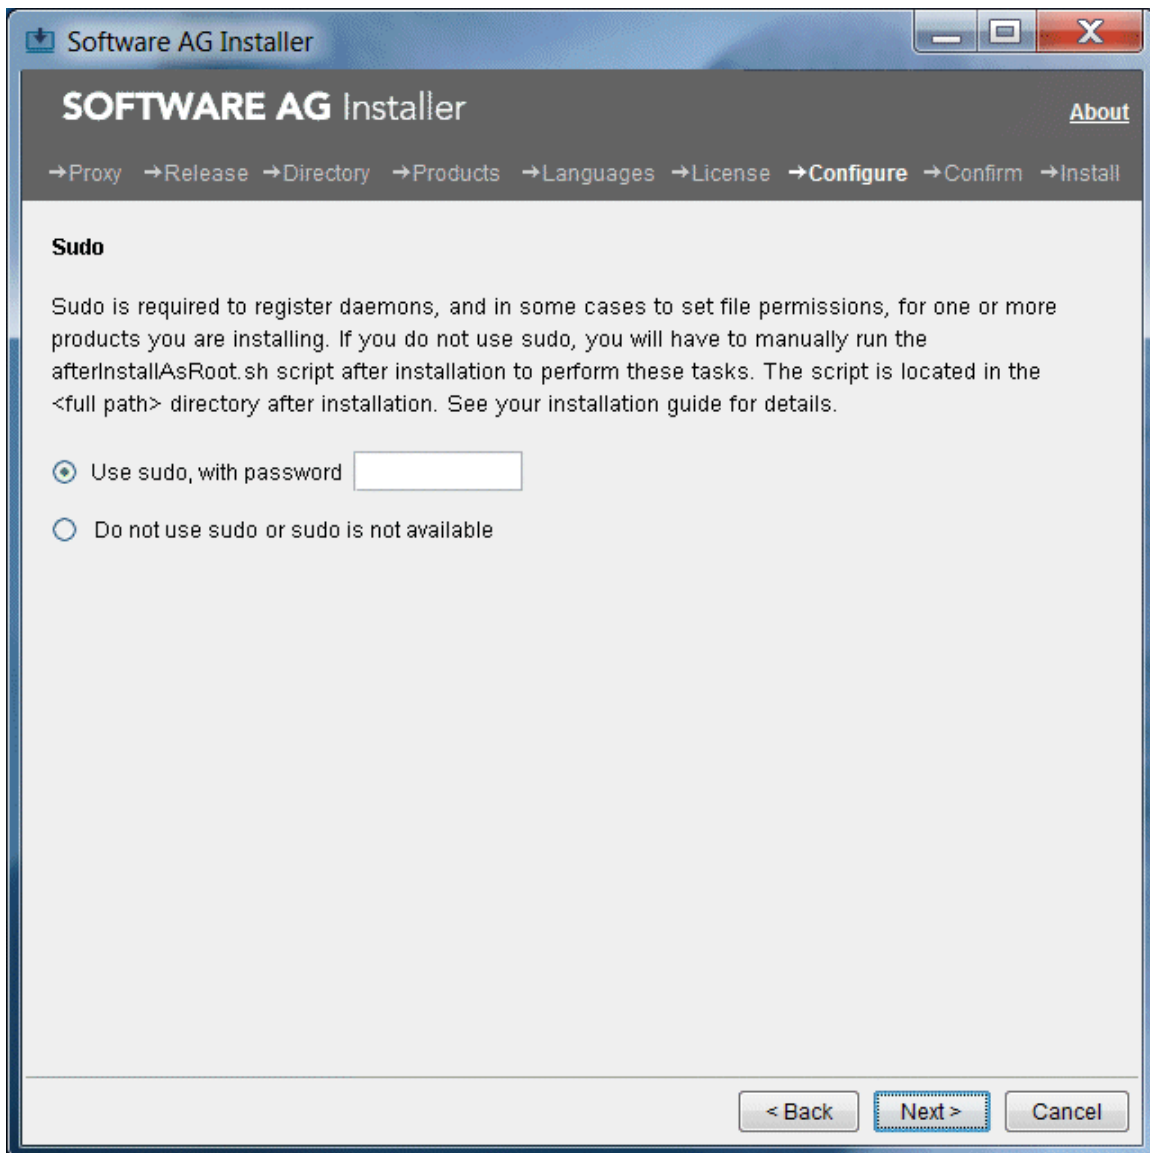 Software AG Installer
SOFTWARE AG Installer
About
→Proxy →Release →Directory →Products →Languages →License →Configure →Confirm →Install
Sudo
Sudo is required to register daemons, and in some cases to set file permissions, for one or more
products you are installing. If you do not use sudo, you will have to manually run the
afterInstallAsRoot.sh script after installation to perform these tasks. The script is located in the
<full path> directory after installation. See your installation guide for details.
Use sudo, with password
Do not use sudo or sudo is not available
< Back Next > Cancel